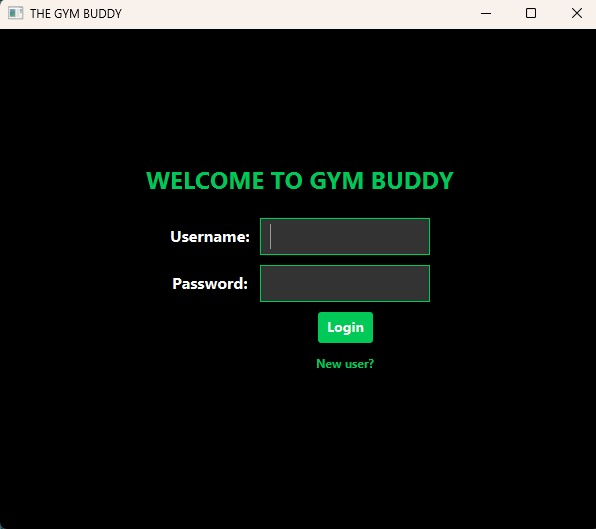 THE GYM BUDDY
WELCOME TO GYM BUDDY
Username:
Password:
Login
New user?